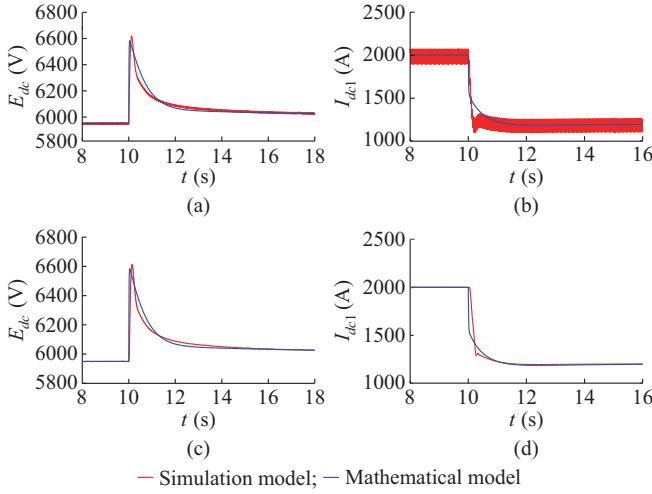 6800
6600
6400
6200
6000
5800
E_dc (V)
8 10 12 14 16 18
t (s)
(a)
2500
2000
1500
1000
I_dc1 (A)
8 10 12 14 16
t (s)
(b)
6800
6600
6400
6200
6000
5800
E_dc (V)
8 10 12 14 16 18
t (s)
(c)
2500
2000
1500
1000
I_dc1 (A)
8 10 12 14 16
t (s)
(d)
Simulation model; Mathematical model